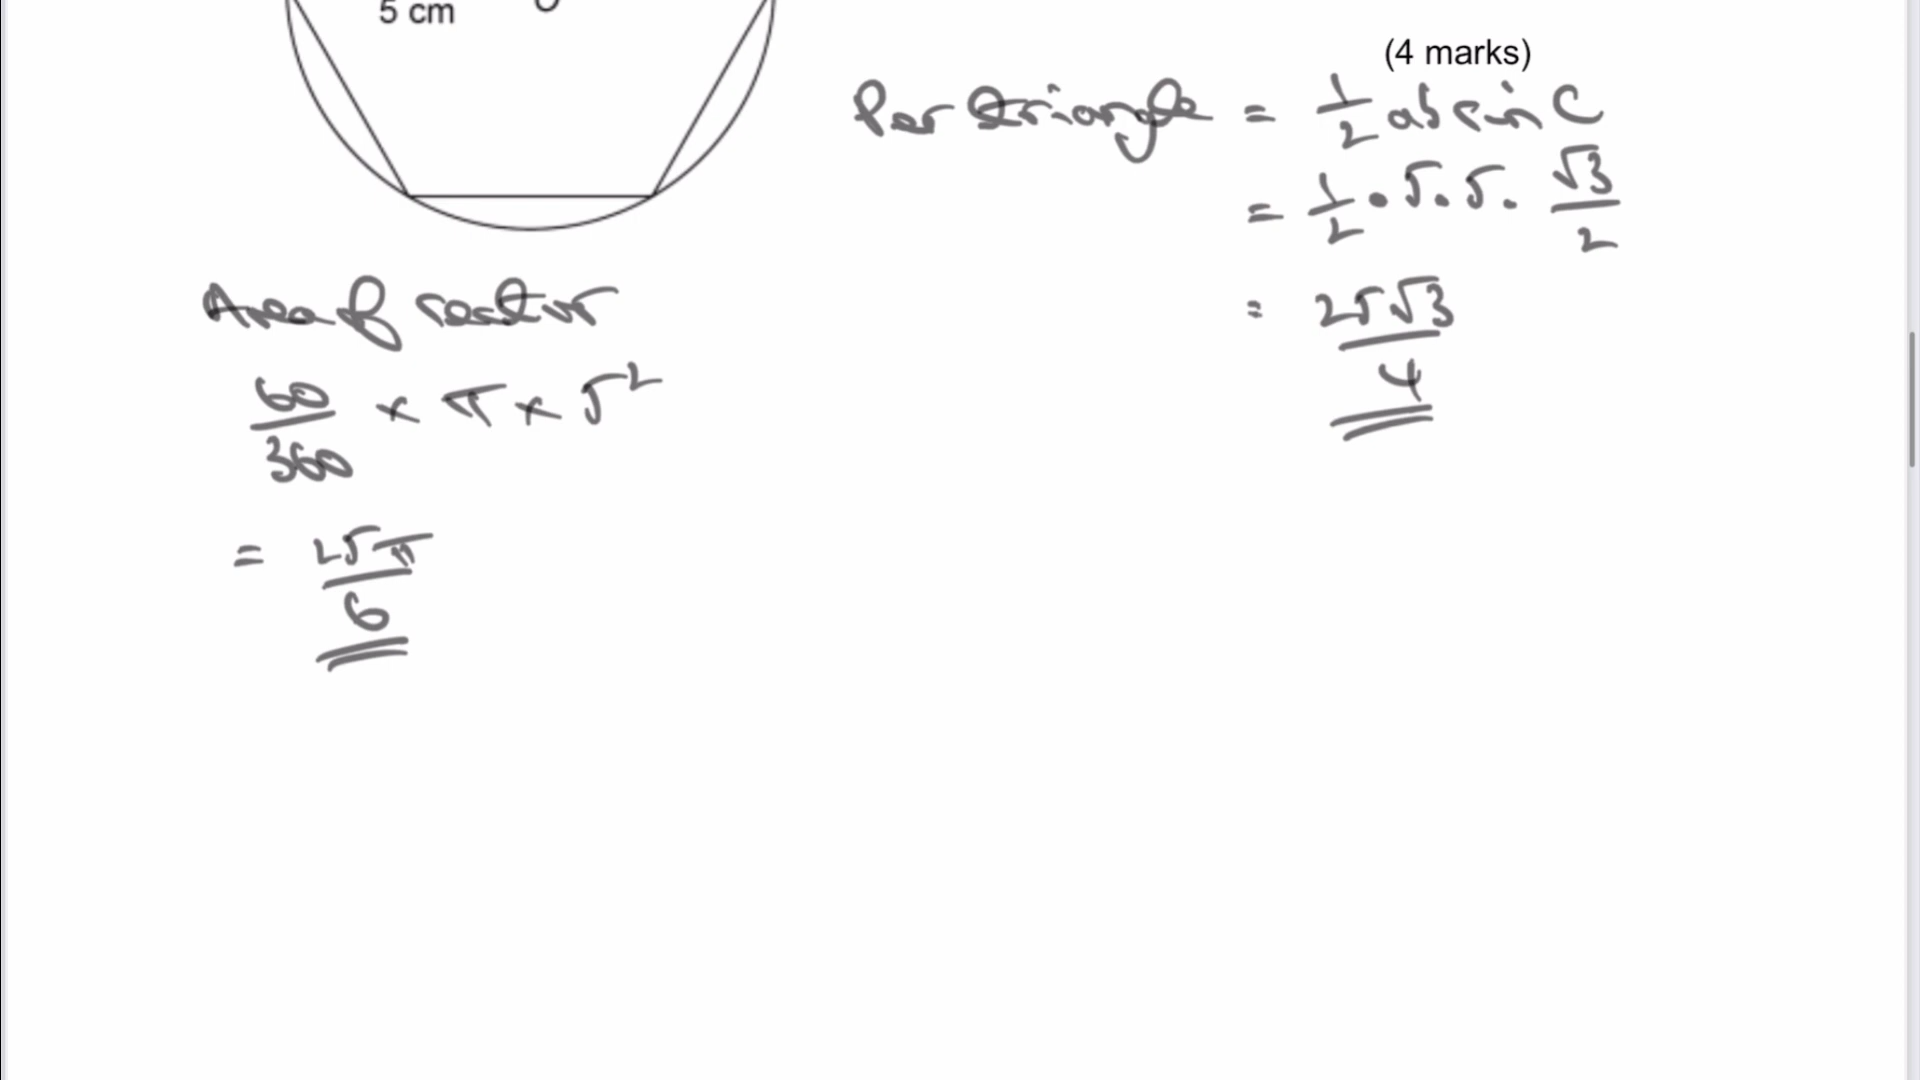 5 cm
O
(4 marks)
Per triangle = 1/2 ab sin C
= 1/2 • 5 • 5 • √3/2
= 25√3/4
Area of sector
60/360 × π × 5²
= 25π/6